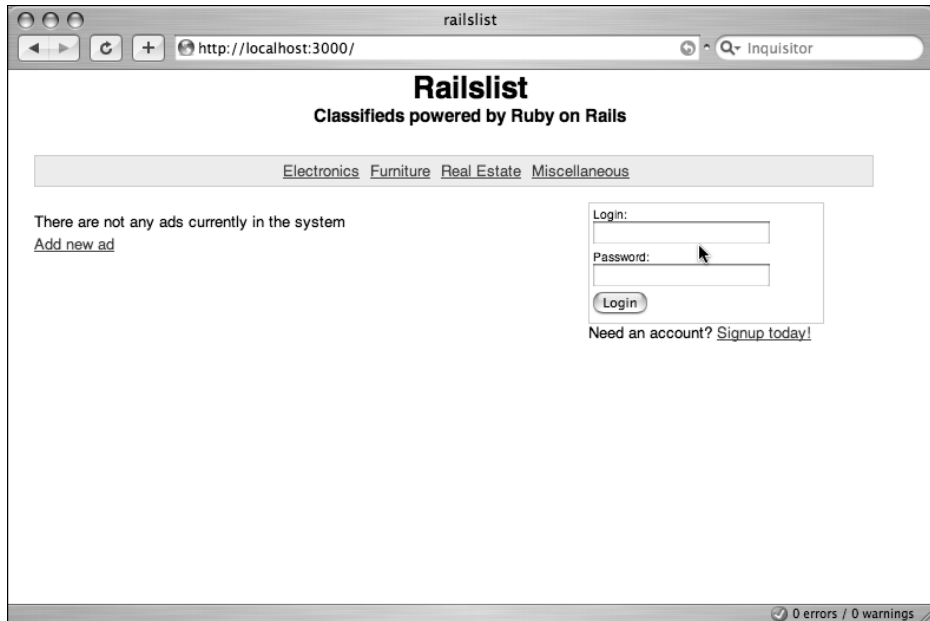 railslist
http://localhost:3000/
Inquisitor
Railslist
Classifieds powered by Ruby on Rails
Electronics Furniture Real Estate Miscellaneous
There are not any ads currently in the system
Add new ad
Login:
Password:
Login
Need an account? Signup today!
0 errors / 0 warnings